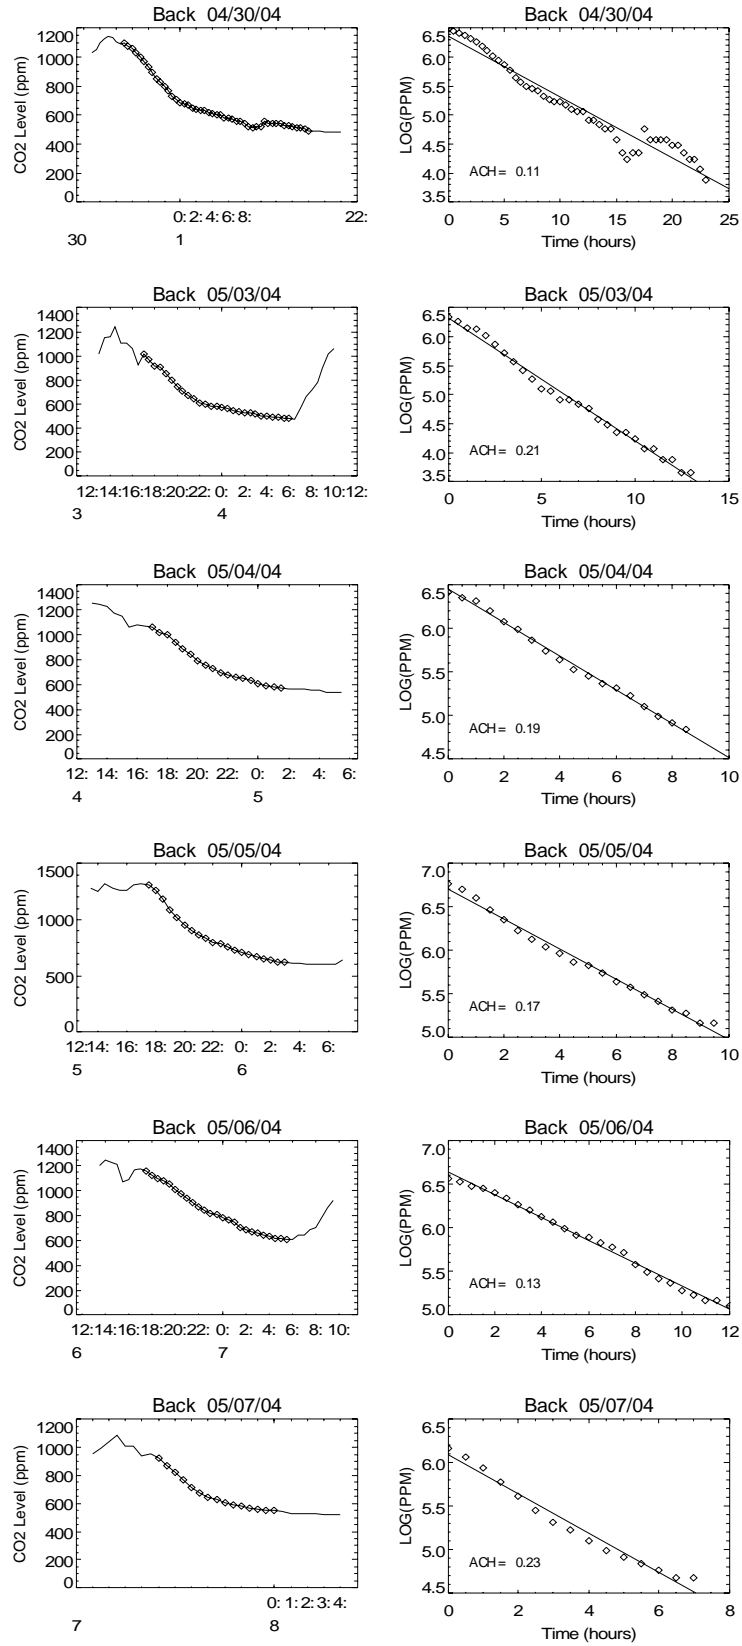 Back 04/30/04
CO2 Level (ppm)
1200
1000
800
600
400
200
0
0: 2: 4: 6: 8: 22:
30 1
Back 04/30/04
LOG(PPM)
6.5
6.0
5.5
5.0
4.5
4.0
3.5
ACH = 0.11
0 5 10 15 20 25
Time (hours)
Back 05/03/04
CO2 Level (ppm)
1400
1200
1000
800
600
400
200
0
12:14:16:18:20:22: 0: 2: 4: 6: 8: 10:12:
3 4
Back 05/03/04
LOG(PPM)
6.5
6.0
5.5
5.0
4.5
4.0
3.5
ACH = 0.21
0 5 10 15
Time (hours)
Back 05/04/04
CO2 Level (ppm)
1400
1200
1000
800
600
400
200
0
12: 14: 16: 18: 20: 22: 0: 2: 4: 6:
4 5
Back 05/04/04
LOG(PPM)
6.5
6.0
5.5
5.0
4.5
ACH = 0.19
0 2 4 6 8 10
Time (hours)
Back 05/05/04
CO2 Level (ppm)
1500
1000
500
0
12:14: 16: 18: 20: 22: 0: 2: 4: 6:
5 6
Back 05/05/04
LOG(PPM)
7.0
6.5
6.0
5.5
5.0
ACH = 0.17
0 2 4 6 8 10
Time (hours)
Back 05/06/04
CO2 Level (ppm)
1400
1200
1000
800
600
400
200
0
12:14:16:18:20:22: 0: 2: 4: 6: 8: 10:
6 7
Back 05/06/04
LOG(PPM)
7.0
6.5
6.0
5.5
5.0
ACH = 0.13
0 2 4 6 8 10 12
Time (hours)
Back 05/07/04
CO2 Level (ppm)
1200
1000
800
600
400
200
0
0: 1: 2: 3: 4:
7 8
Back 05/07/04
LOG(PPM)
6.5
6.0
5.5
5.0
4.5
ACH = 0.23
0 2 4 6 8
Time (hours)